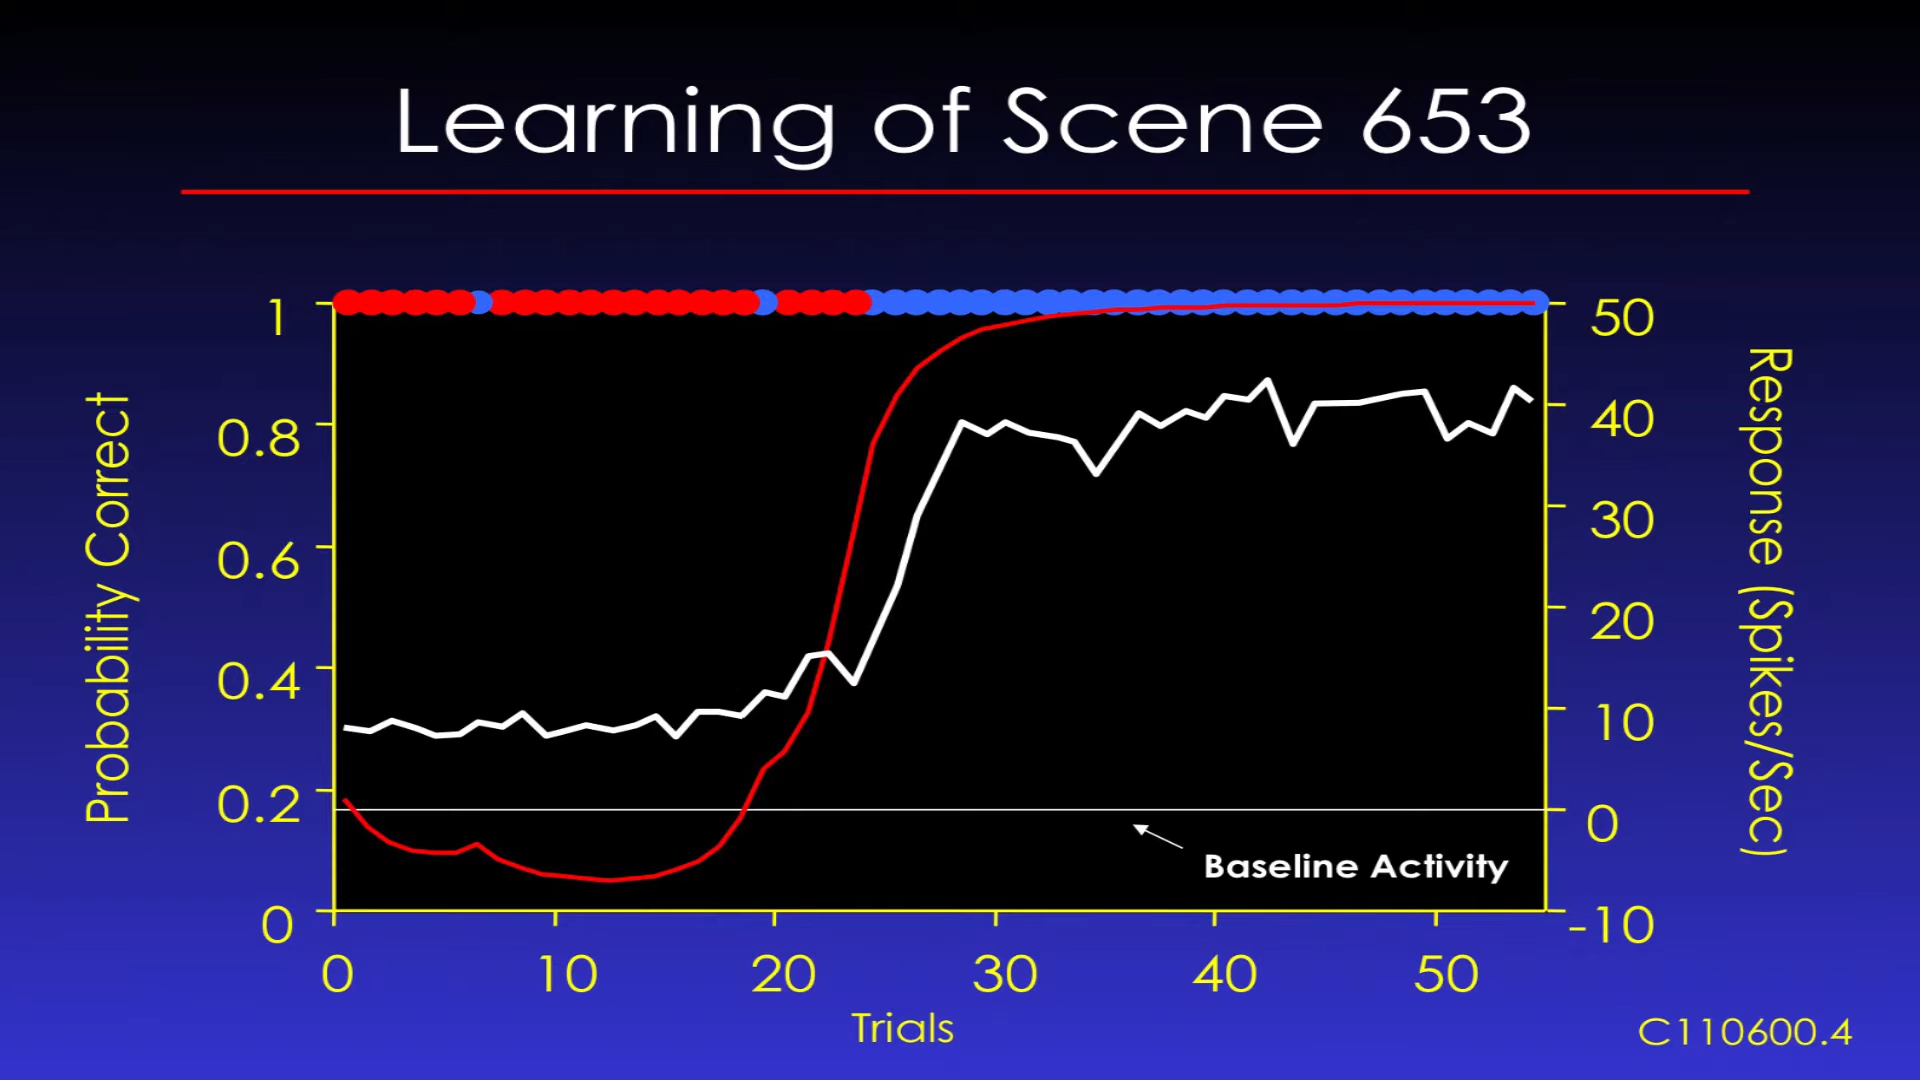 Learning of Scene 653
Probability Correct
1
0.8
0.6
0.4
0.2
0
50
40
30
20
10
0
-10
Response (Spikes/Sec)
Baseline Activity
0 10 20 30 40 50
Trials
C110600.4